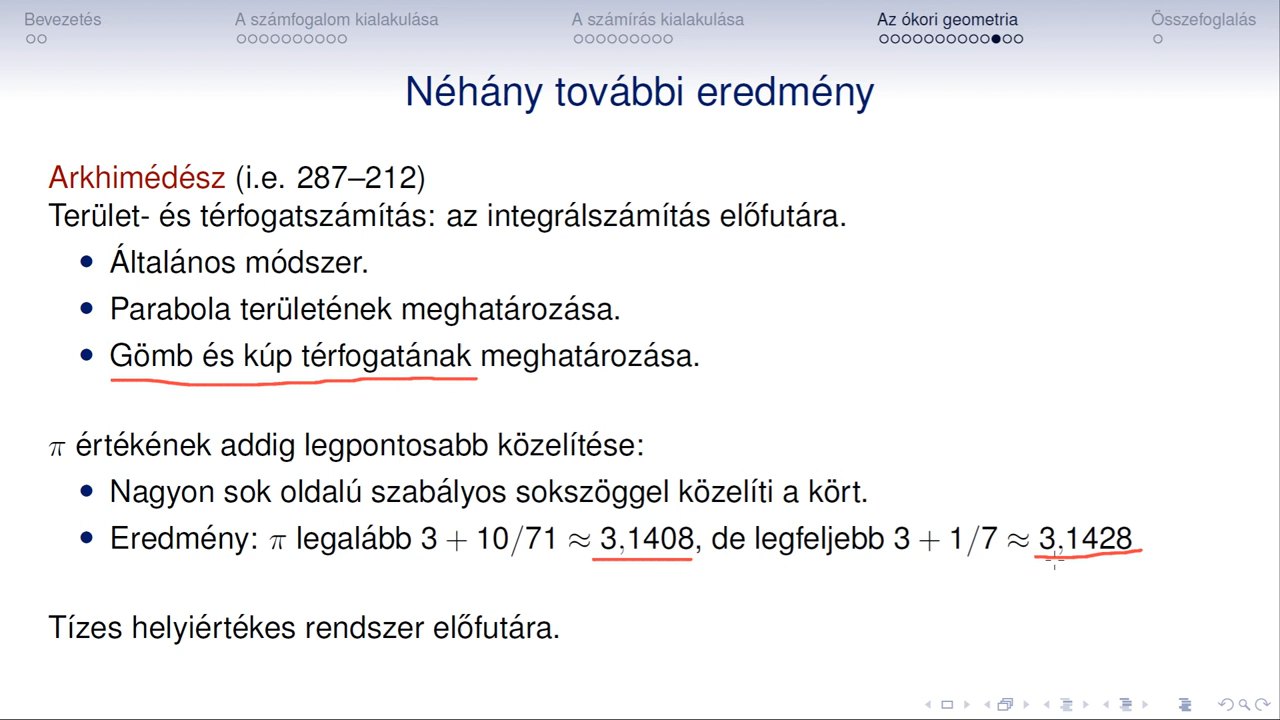 Bevezetés A számfogalom kialakulása A számírás kialakulása Az ókori geometria Összefoglalás
Néhány további eredmény
Arkhimédész (i.e. 287–212)
Terület- és térfogatszámítás: az integrálszámítás előfutára.
• Általános módszer.
• Parabola területének meghatározása.
• Gömb és kúp térfogatának meghatározása.
π értékének addig legpontosabb közelítése:
• Nagyon sok oldalú szabályos sokszöggel közelíti a kört.
• Eredmény: π legalább 3 + 10/71 ≈ 3,1408, de legfeljebb 3 + 1/7 ≈ 3,1428
Tízes helyiértékes rendszer előfutára.